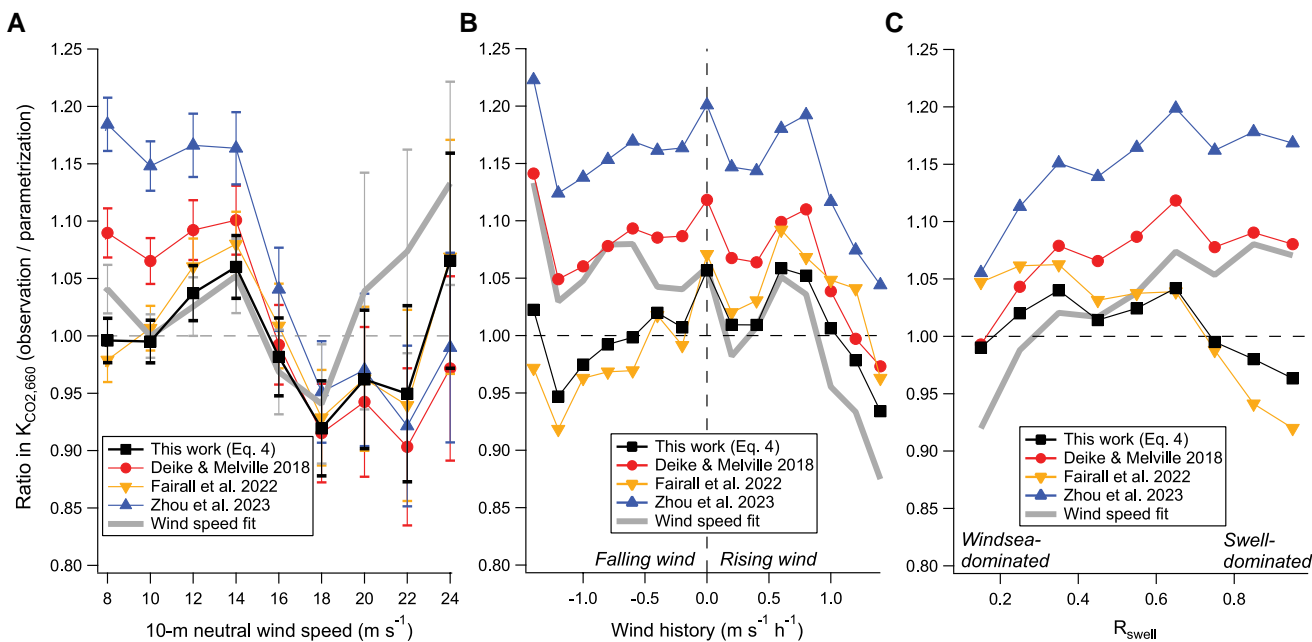 A
B
C
Ratio in K_CO2,660 (observation / parametrization)
1.25
1.20
1.15
1.10
1.05
1.00
0.95
0.90
0.85
0.80
This work (Eq. 4)
Deike & Melville 2018
Fairall et al. 2022
Zhou et al. 2023
Wind speed fit
8 10 12 14 16 18 20 22 24
10-m neutral wind speed (m s⁻¹)
1.25
1.20
1.15
1.10
1.05
1.00
0.95
0.90
0.85
0.80
This work (Eq. 4)
Deike & Melville 2018
Fairall et al. 2022
Zhou et al. 2023
Wind speed fit
Falling wind Rising wind
-1.0 -0.5 0.0 0.5 1.0
Wind history (m s⁻¹ h⁻¹)
1.25
1.20
1.15
1.10
1.05
1.00
0.95
0.90
0.85
0.80
This work (Eq. 4)
Deike & Melville 2018
Fairall et al. 2022
Zhou et al. 2023
Wind speed fit
Windsea-
dominated
Swell-
dominated
0.2 0.4 0.6 0.8
R_swell